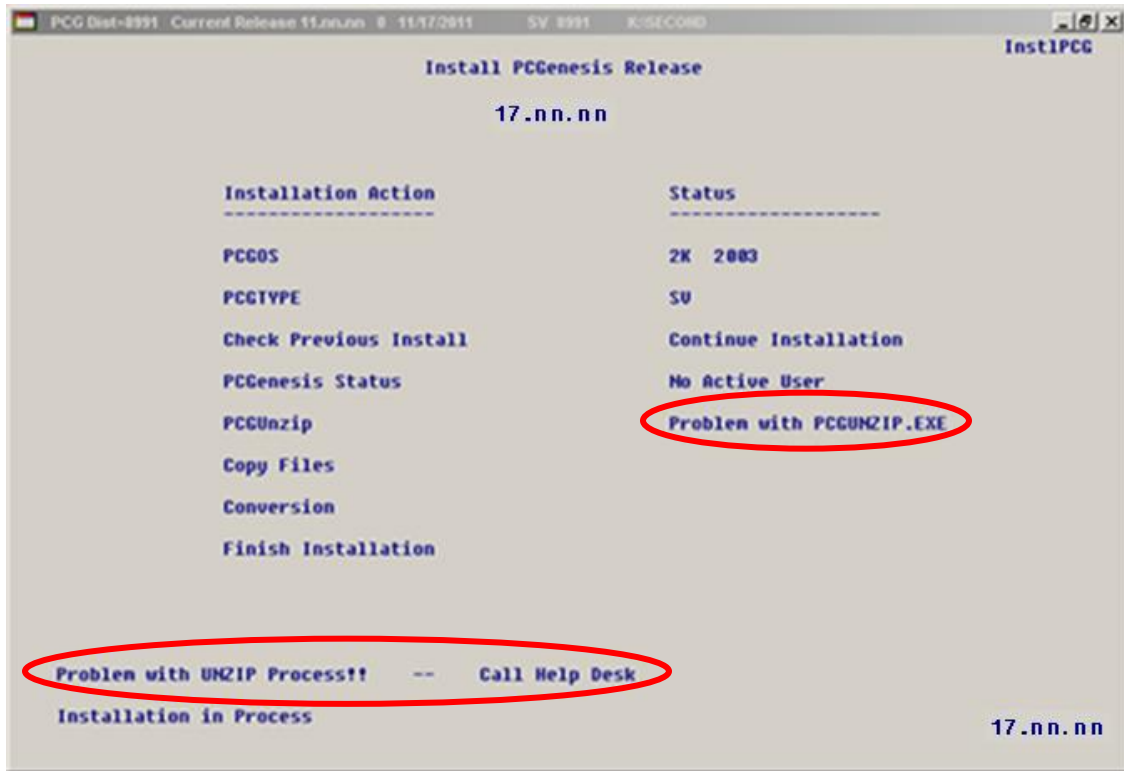 PCG Dist=8991 Current Release 11.nn.nn 0 11/17/2011 SV 8991 K:\SECOND
InstlPCG
Install PCGenesis Release
17.nn.nn
Installation Action Status
------------------- -------------------
PCGOS 2K 2003
PCGTYPE SV
Check Previous Install Continue Installation
PCGenesis Status No Active User
PCGUnzip Problem with PCGUNZIP.EXE
Copy Files
Conversion
Finish Installation
Problem with UNZIP Process!! -- Call Help Desk
Installation in Process
17.nn.nn